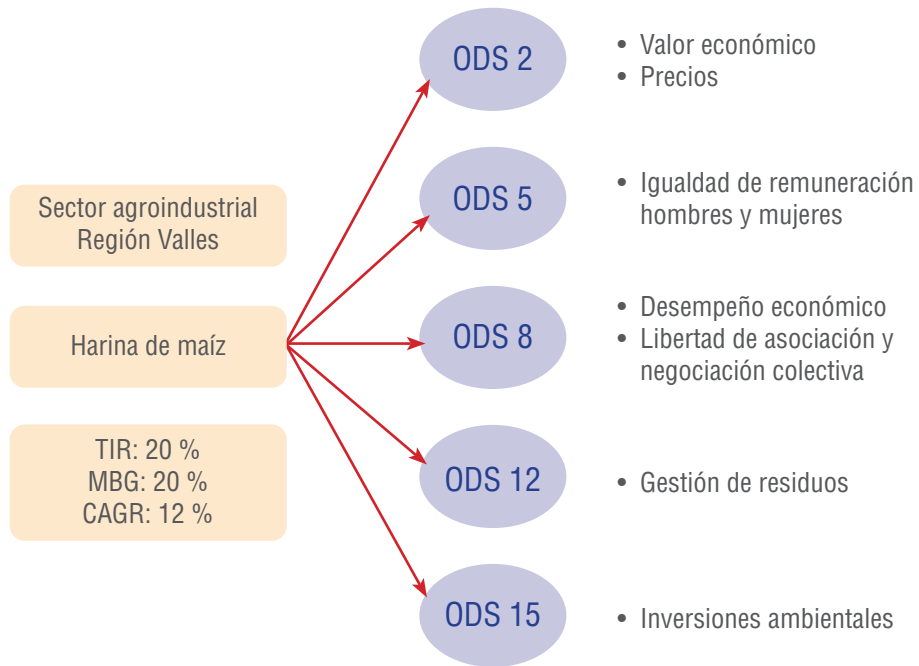 Sector agroindustrial
Región Valles
Harina de maíz
TIR: 20 %
MBG: 20 %
CAGR: 12 %
ODS 2
• Valor económico
• Precios
ODS 5
• Igualdad de remuneración
hombres y mujeres
ODS 8
• Desempeño económico
• Libertad de asociación y
negociación colectiva
ODS 12
• Gestión de residuos
ODS 15
• Inversiones ambientales